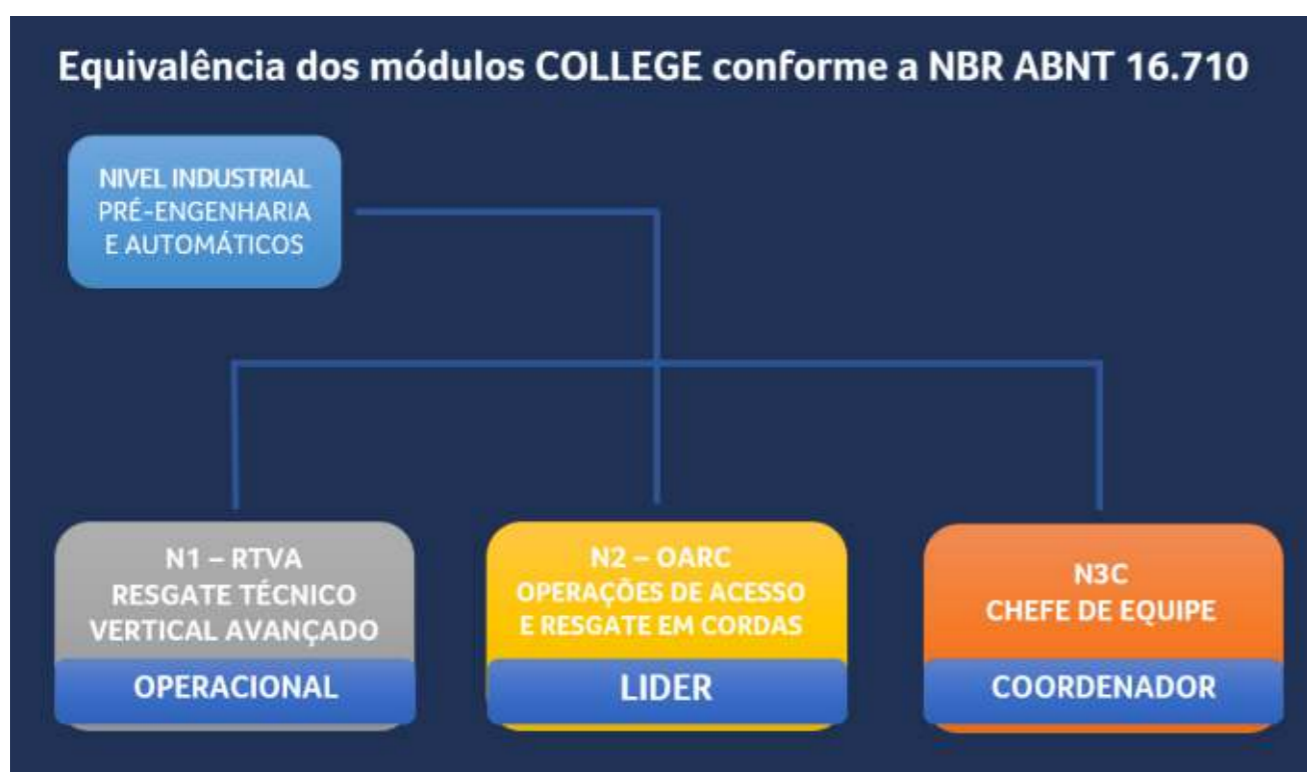 Equivalência dos módulos COLLEGE conforme a NBR ABNT 16.710
NIVEL INDUSTRIAL
PRÉ-ENGENHARIA
E AUTOMÁTICOS
N1 – RTVA
RESGATE TÉCNICO
VERTICAL AVANÇADO
OPERACIONAL
N2 – OARC
OPERAÇÕES DE ACESSO
E RESGATE EM CORDAS
LIDER
N3C
CHEFE DE EQUIPE
COORDENADOR